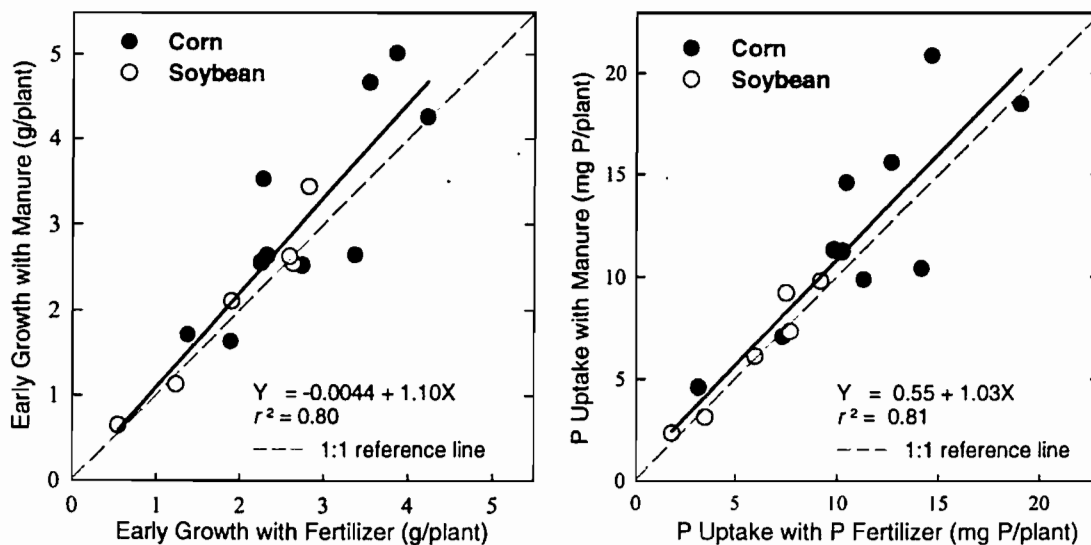 Corn
Soybean
5
4
3
2
1
0
Y = -0.0044 + 1.10X
r² = 0.80
1:1 reference line
0 1 2 3 4 5
Early Growth with Fertilizer (g/plant)
Early Growth with Manure (g/plant)
Corn
Soybean
20
15
10
5
0
Y = 0.55 + 1.03X
r² = 0.81
1:1 reference line
0 5 10 15 20
P Uptake with P Fertilizer (mg P/plant)
P Uptake with Manure (mg P/plant)